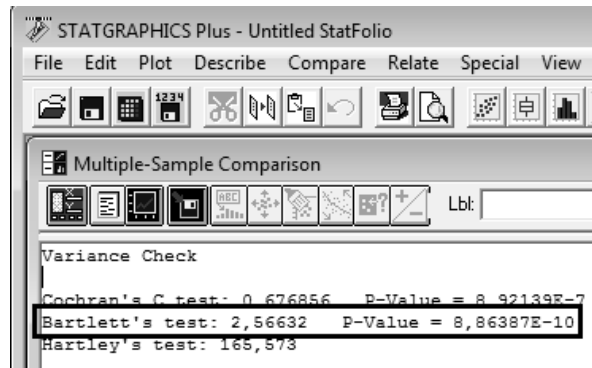 STATGRAPHICS Plus - Untitled StatFolio
File Edit Plot Describe Compare Relate Special View
1234
Multiple-Sample Comparison
ABC
Lbl:
Variance Check
Cochran's C test: 0,676856 P-Value = 8,92139E-7
Bartlett's test: 2,56632 P-Value = 8,86387E-10
Hartley's test: 165,573